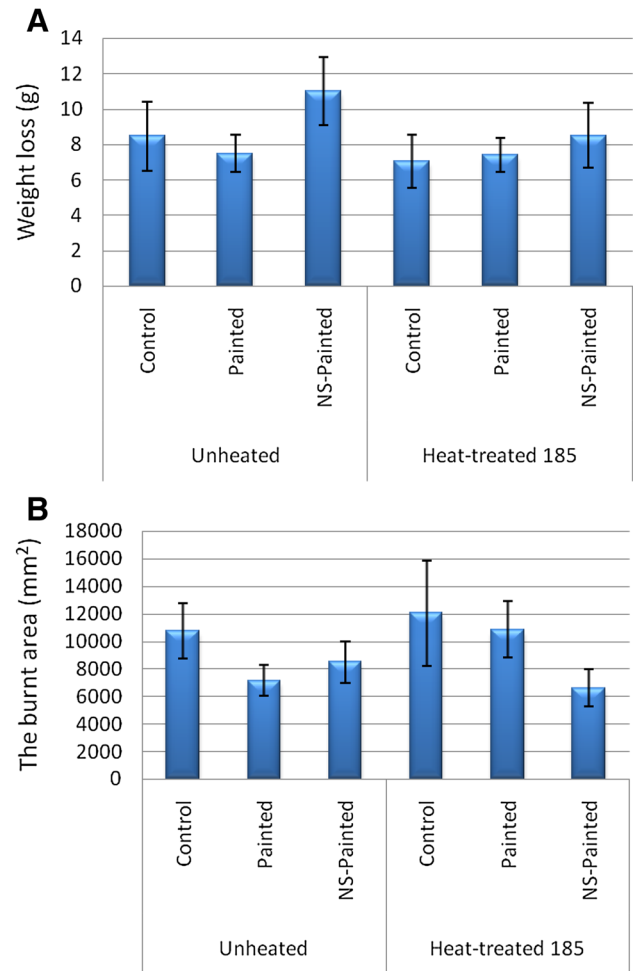 A
14
12
10
8
6
4
2
0
Weight loss (g)
Control
Painted
NS-Painted
Control
Painted
NS-Painted
Unheated
Heat-treated 185
B
18000
16000
14000
12000
10000
8000
6000
4000
2000
0
The burnt area (mm²)
Control
Painted
NS-Painted
Control
Painted
NS-Painted
Unheated
Heat-treated 185